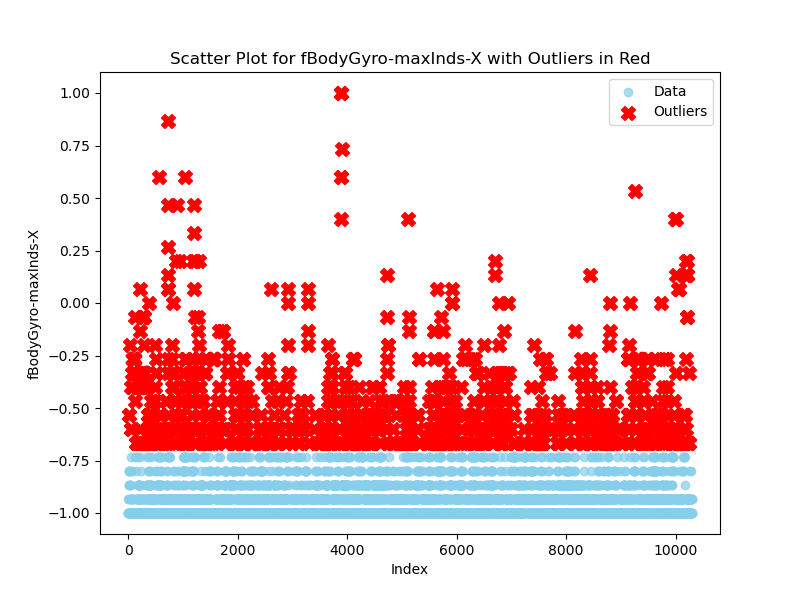 Scatter Plot for fBodyGyro-maxInds-X with Outliers in Red
Data
Outliers
fBodyGyro-maxInds-X
1.00
0.75
0.50
0.25
0.00
−0.25
−0.50
−0.75
−1.00
0 2000 4000 6000 8000 10000
Index